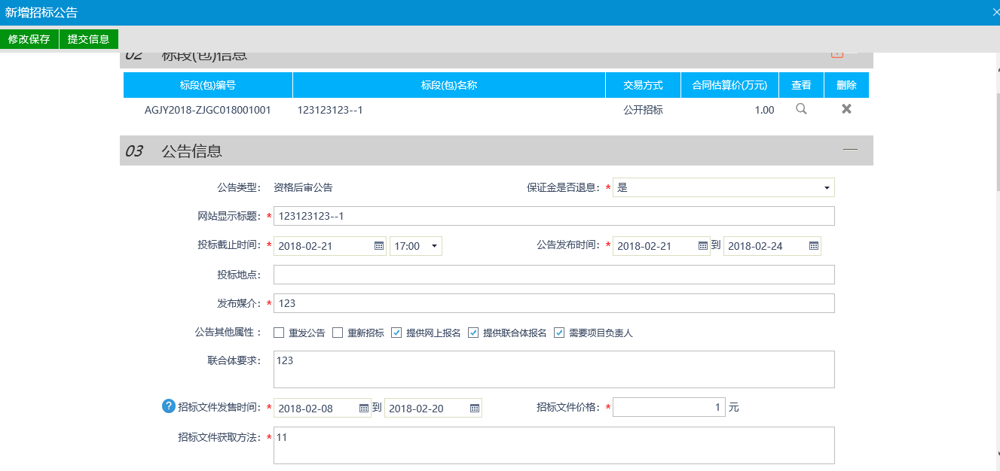 新增招标公告
修改保存 提交信息
02 标段(包)信息
标段(包)编号 标段(包)名称 交易方式 合同估算价(万元) 查看 删除
AGJY2018-ZJGC018001001 123123123--1 公开招标 1.00
03 公告信息
公告类型： 资格后审公告 保证金是否退息：* 是
网站显示标题：* 123123123--1
投标截止时间：* 2018-02-21 17:00 公告发布时间：* 2018-02-21 到 2018-02-24
投标地点：
发布媒介：* 123
公告其他属性： 重发公告 重新招标 提供网上报名 提供联合体报名 需要项目负责人
联合体要求： 123
? 招标文件发售时间：* 2018-02-08 到 2018-02-20 招标文件价格：* 1 元
招标文件获取方法：* 11